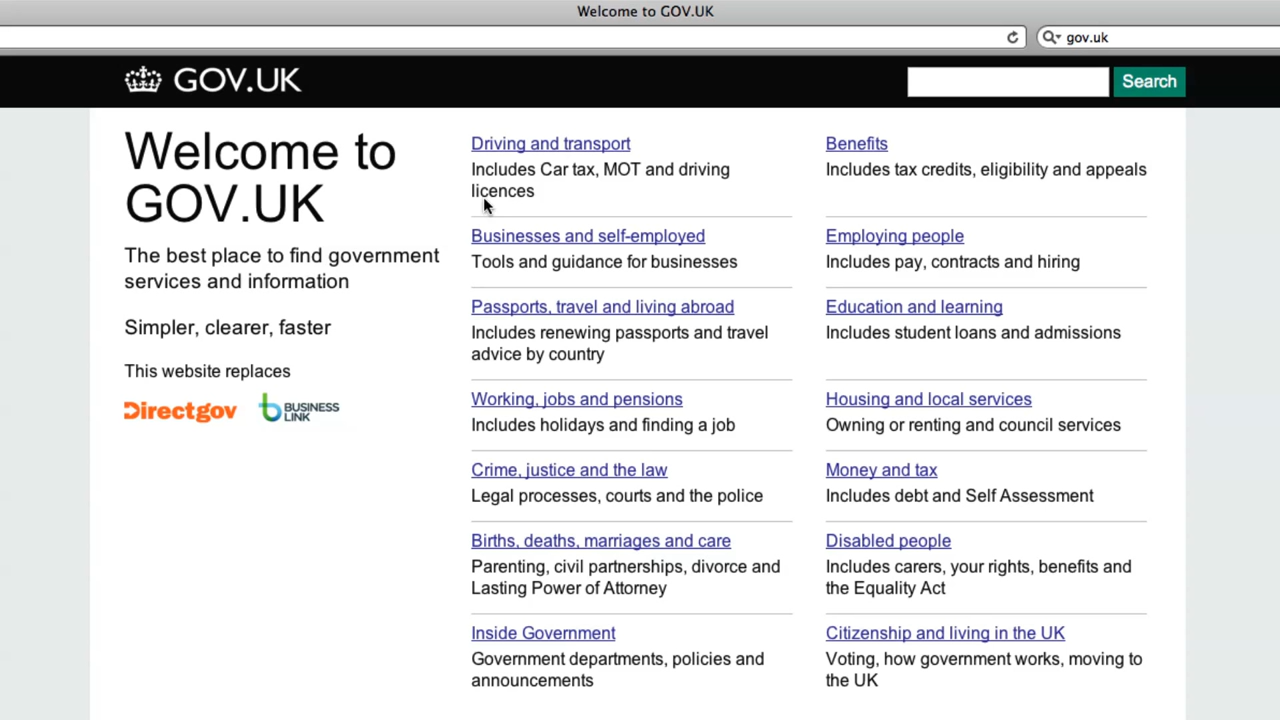 Welcome to GOV.UK
gov.uk
GOV.UK
Search
Welcome to
GOV.UK
The best place to find government
services and information
Simpler, clearer, faster
This website replaces
Directgov
BUSINESS
LINK
Driving and transport
Includes Car tax, MOT and driving
licences
Businesses and self-employed
Tools and guidance for businesses
Passports, travel and living abroad
Includes renewing passports and travel
advice by country
Working, jobs and pensions
Includes holidays and finding a job
Crime, justice and the law
Legal processes, courts and the police
Births, deaths, marriages and care
Parenting, civil partnerships, divorce and
Lasting Power of Attorney
Inside Government
Government departments, policies and
announcements
Benefits
Includes tax credits, eligibility and appeals
Employing people
Includes pay, contracts and hiring
Education and learning
Includes student loans and admissions
Housing and local services
Owning or renting and council services
Money and tax
Includes debt and Self Assessment
Disabled people
Includes carers, your rights, benefits and
the Equality Act
Citizenship and living in the UK
Voting, how government works, moving to
the UK